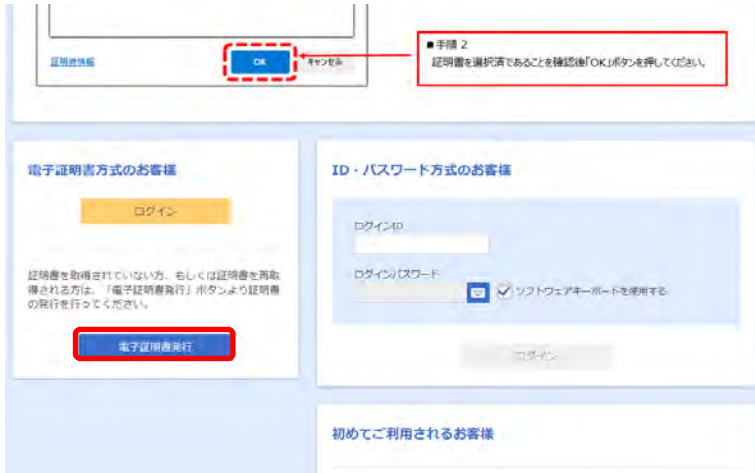 ■手順 2
証明書を選択済であることを確認後「OK」ボタンを押してください。
証明書情報
OK
キャンセル
電子証明書方式のお客様
ログイン
証明書を取得されていない方、もしくは証明書を再取
得される方は、「電子証明書発行」ボタンより証明書
の発行を行ってください。
電子証明書発行
ID・パスワード方式のお客様
ログインID
ログインパスワード
ソフトウェアキーボードを使用する
ログイン
初めてご利用されるお客様